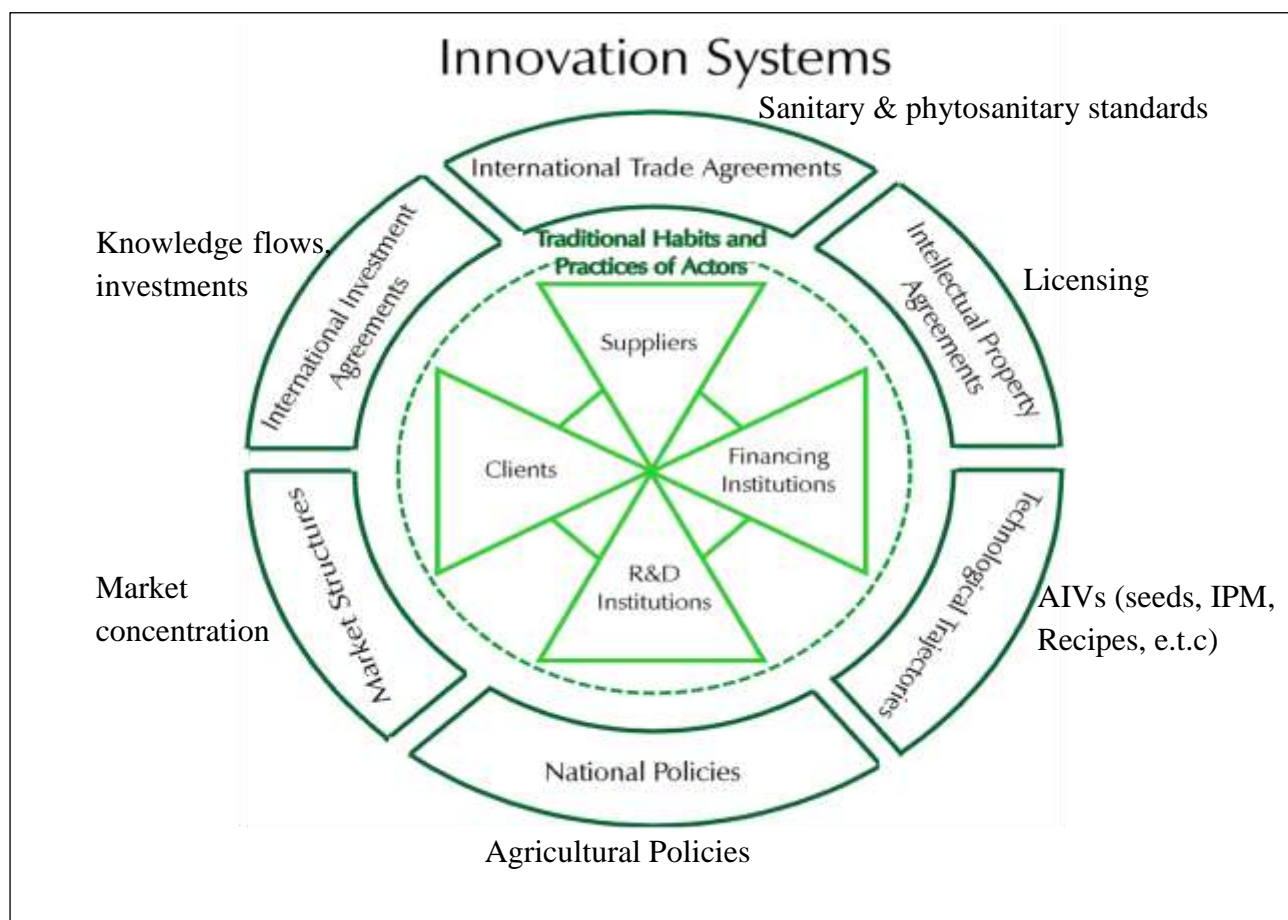 Innovation Systems
Sanitary & phytosanitary standards
International Trade Agreements
Knowledge flows,
investments
International Investment
Agreements
Traditional Habits and
Practices of Actors
Intellectual Property
Agreements
Licensing
Suppliers
Clients
Financing
Institutions
R&D
Institutions
Market
concentration
Market Structures
Technological Trajectories
AIVs (seeds, IPM,
Recipes, e.t.c)
National Policies
Agricultural Policies